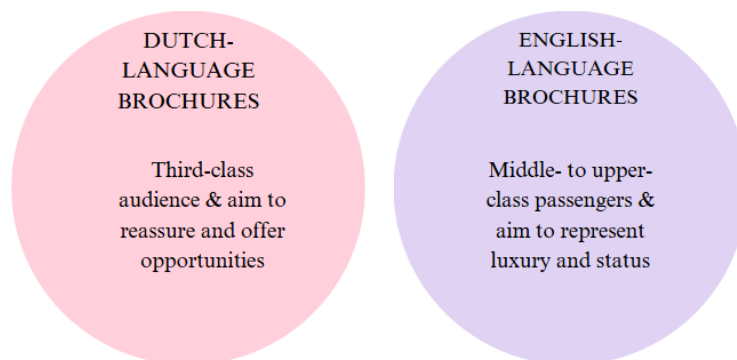 DUTCH-
LANGUAGE
BROCHURES
Third-class
audience & aim to
reassure and offer
opportunities
ENGLISH-
LANGUAGE
BROCHURES
Middle- to upper-
class passengers &
aim to represent
luxury and status